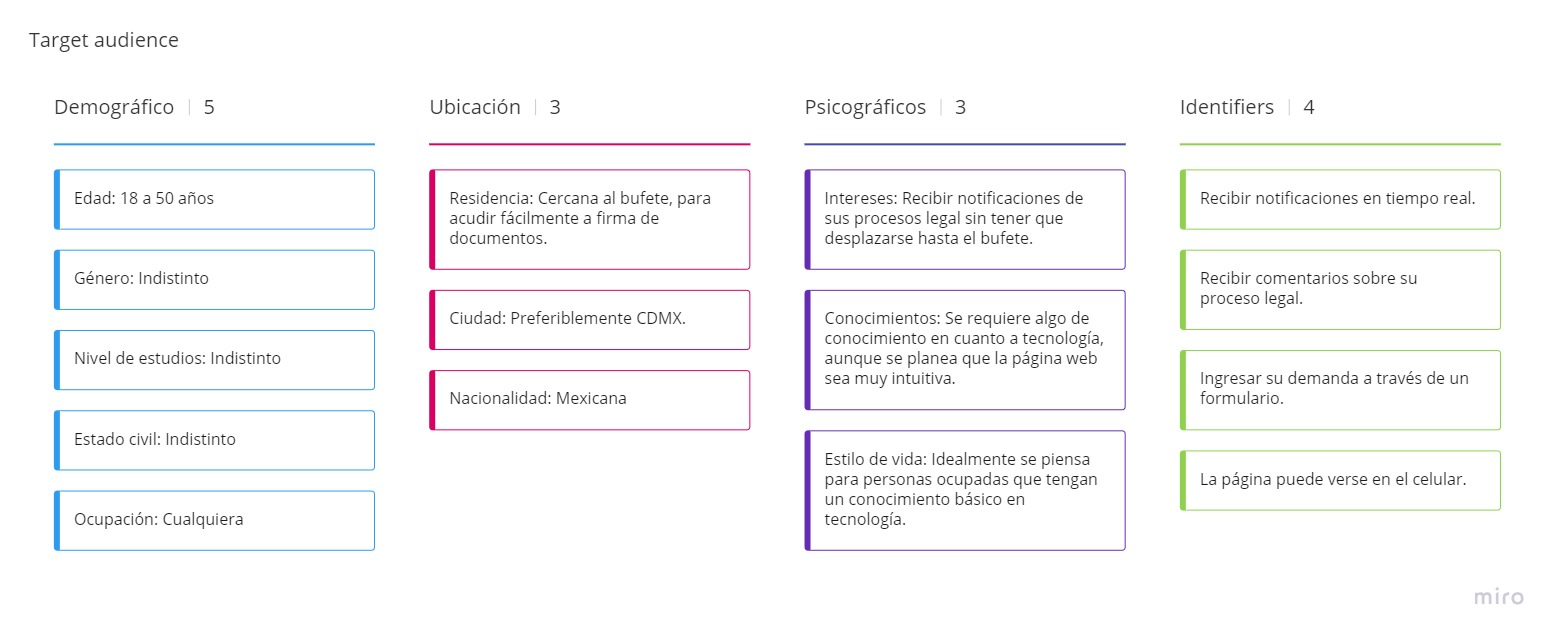 Target audience
Demográfico | 5
Edad: 18 a 50 años
Género: Indistinto
Nivel de estudios: Indistinto
Estado civil: Indistinto
Ocupación: Cualquiera
Ubicación | 3
Residencia: Cercana al bufete, para
acudir fácilmente a firma de
documentos.
Ciudad: Preferiblemente CDMX.
Nacionalidad: Mexicana
Psicográficos | 3
Intereses: Recibir notificaciones de
sus procesos legal sin tener que
desplazarse hasta el bufete.
Conocimientos: Se requiere algo de
conocimiento en cuanto a tecnología,
aunque se planea que la página web
sea muy intuitiva.
Estilo de vida: Idealmente se piensa
para personas ocupadas que tengan
un conocimiento básico en
tecnología.
Identifiers | 4
Recibir notificaciones en tiempo real.
Recibir comentarios sobre su
proceso legal.
Ingresar su demanda a través de un
formulario.
La página puede verse en el celular.
miro